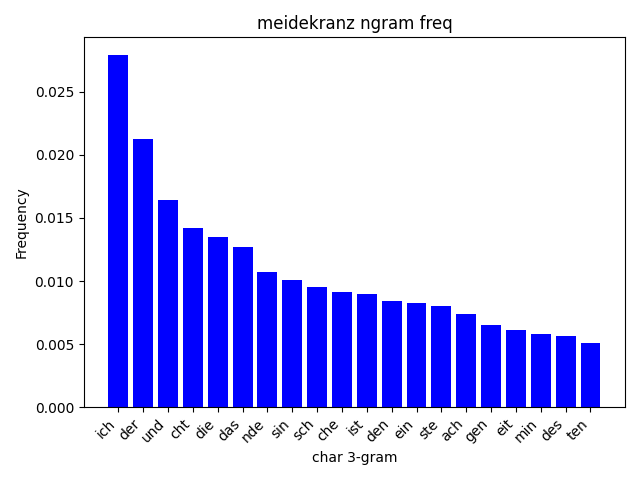 meidekranz ngram freq
Frequency
0.025
0.020
0.015
0.010
0.005
0.000
ich der und cht die das nde sin sch che ist den ein ste ach gen eit min des ten
char 3-gram